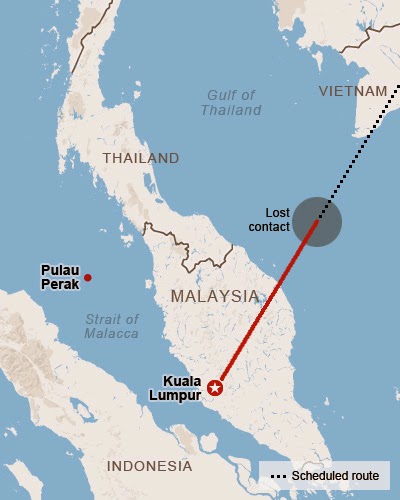 VIETNAM
Gulf of
Thailand
THAILAND
Lost
contact
Pulau
Perak
MALAYSIA
Strait of
Malacca
Kuala
Lumpur
INDONESIA
Scheduled route